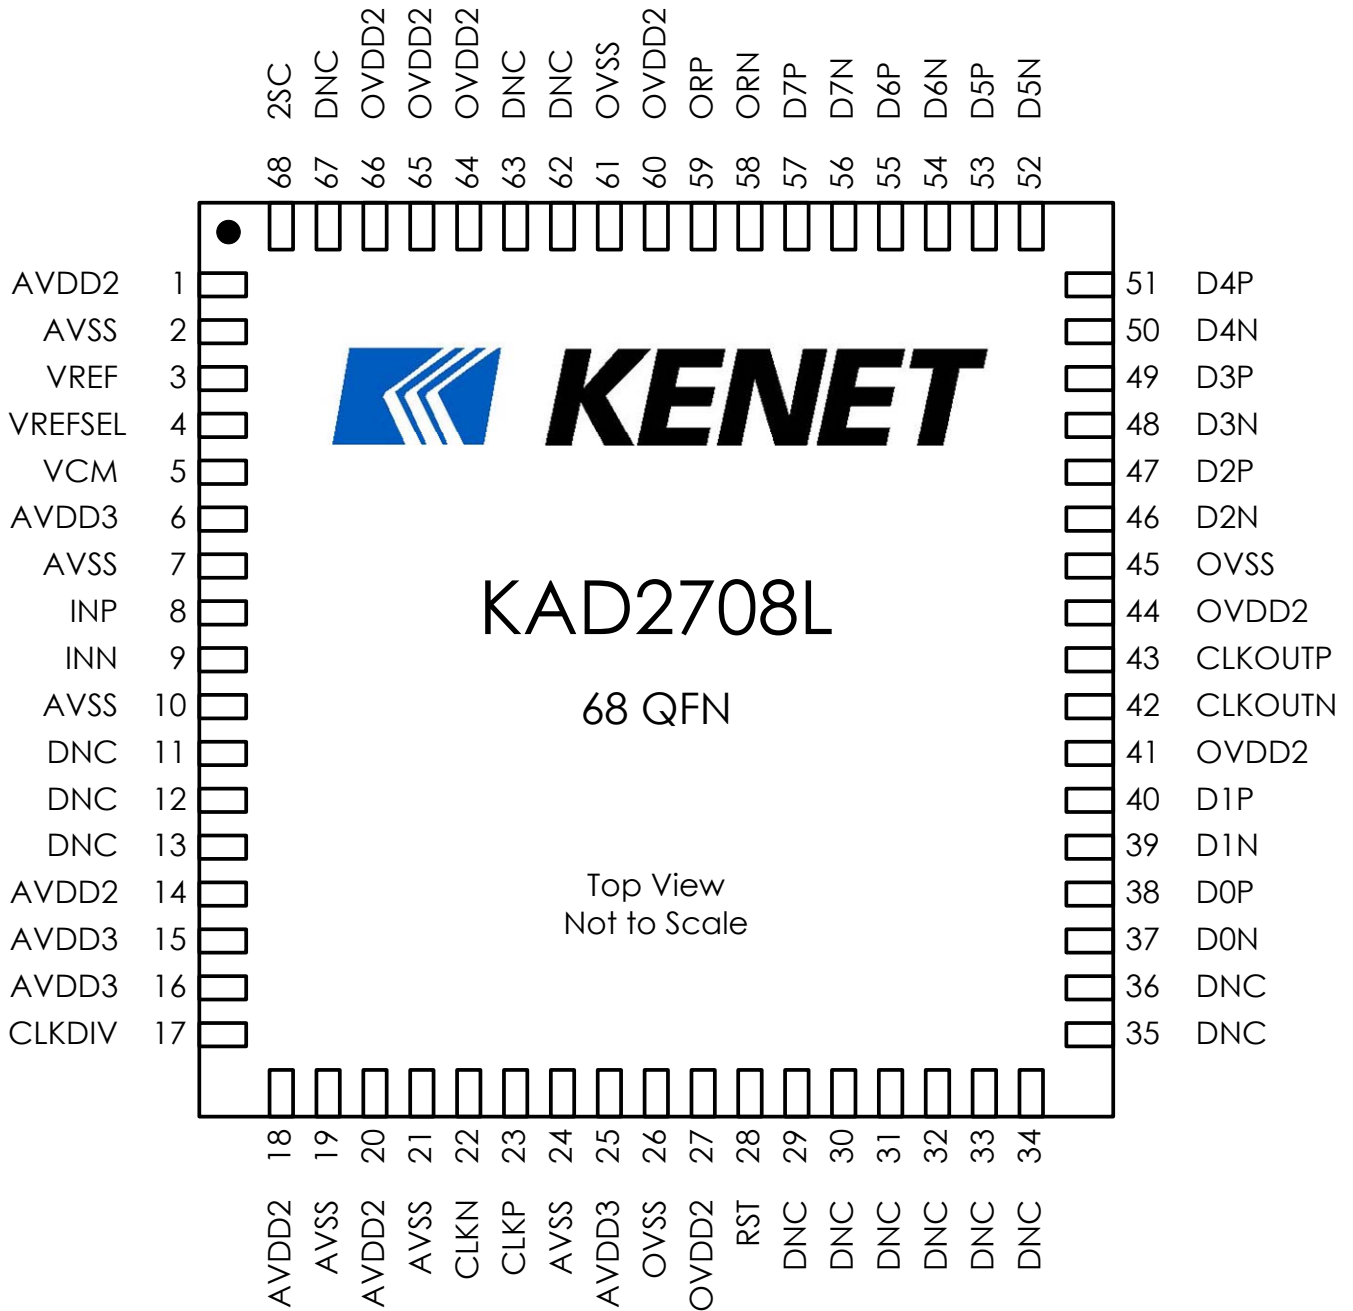 2SC DNC OVDD2 OVDD2 OVDD2 DNC DNC OVSS OVDD2 ORP ORN D7P D7N D6P D6N D5P D5N
68 67 66 65 64 63 62 61 60 59 58 57 56 55 54 53 52
AVDD2 1
AVSS 2
VREF 3
VREFSEL 4
VCM 5
AVDD3 6
AVSS 7
INP 8
INN 9
AVSS 10
DNC 11
DNC 12
DNC 13
AVDD2 14
AVDD3 15
AVDD3 16
CLKDIV 17
KENET
KAD2708L
68 QFN
Top View
Not to Scale
51 D4P
50 D4N
49 D3P
48 D3N
47 D2P
46 D2N
45 OVSS
44 OVDD2
43 CLKOUTP
42 CLKOUTN
41 OVDD2
40 D1P
39 D1N
38 D0P
37 D0N
36 DNC
35 DNC
18 19 20 21 22 23 24 25 26 27 28 29 30 31 32 33 34
AVDD2 AVSS AVDD2 AVSS CLKN CLKP AVSS AVDD3 OVSS OVDD2 RST DNC DNC DNC DNC DNC DNC